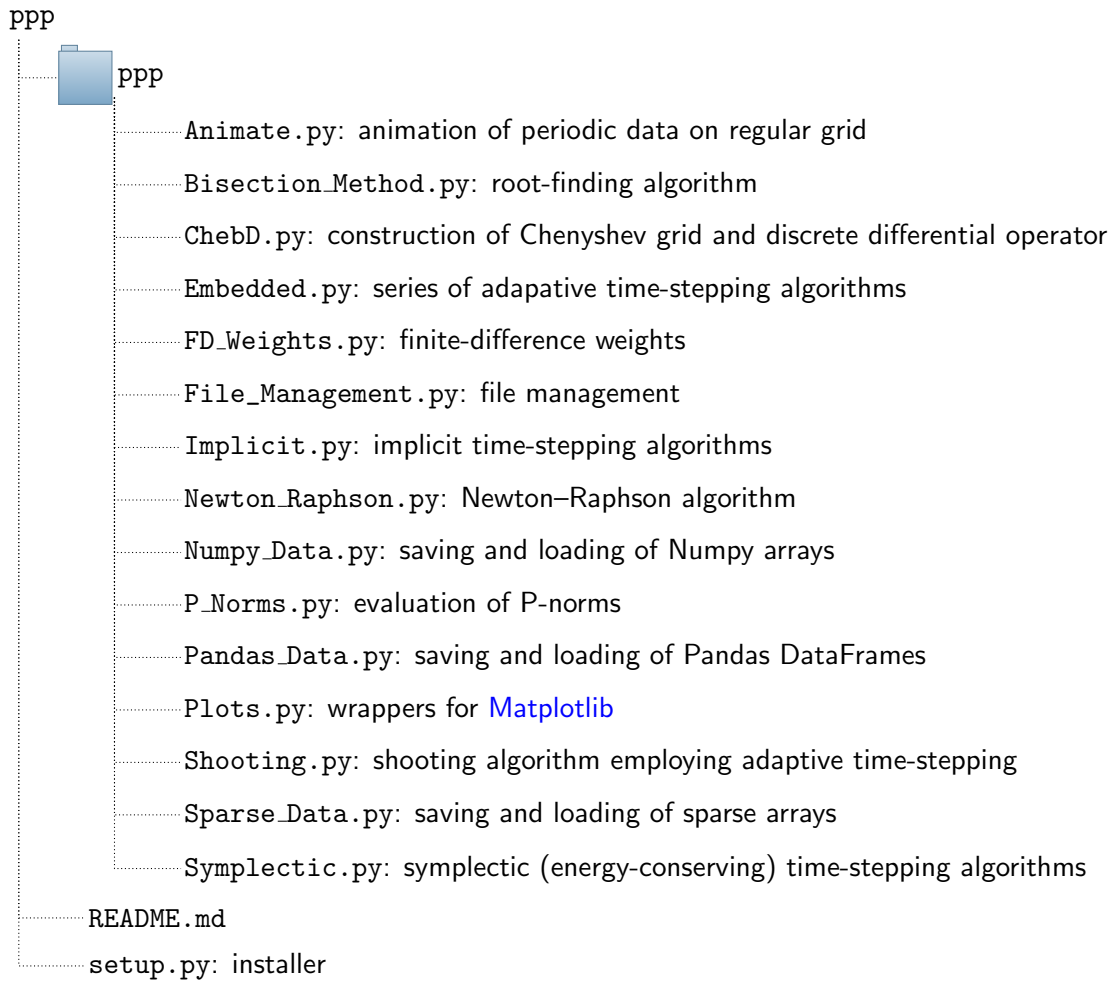 ppp
ppp
Animate.py: animation of periodic data on regular grid
Bisection_Method.py: root-finding algorithm
ChebD.py: construction of Chenyshev grid and discrete differential operator
Embedded.py: series of adapative time-stepping algorithms
FD_Weights.py: finite-difference weights
File_Management.py: file management
Implicit.py: implicit time-stepping algorithms
Newton_Raphson.py: Newton–Raphson algorithm
Numpy_Data.py: saving and loading of Numpy arrays
P_Norms.py: evaluation of P-norms
Pandas_Data.py: saving and loading of Pandas DataFrames
Plots.py: wrappers for Matplotlib
Shooting.py: shooting algorithm employing adaptive time-stepping
Sparse_Data.py: saving and loading of sparse arrays
Symplectic.py: symplectic (energy-conserving) time-stepping algorithms
README.md
setup.py: installer